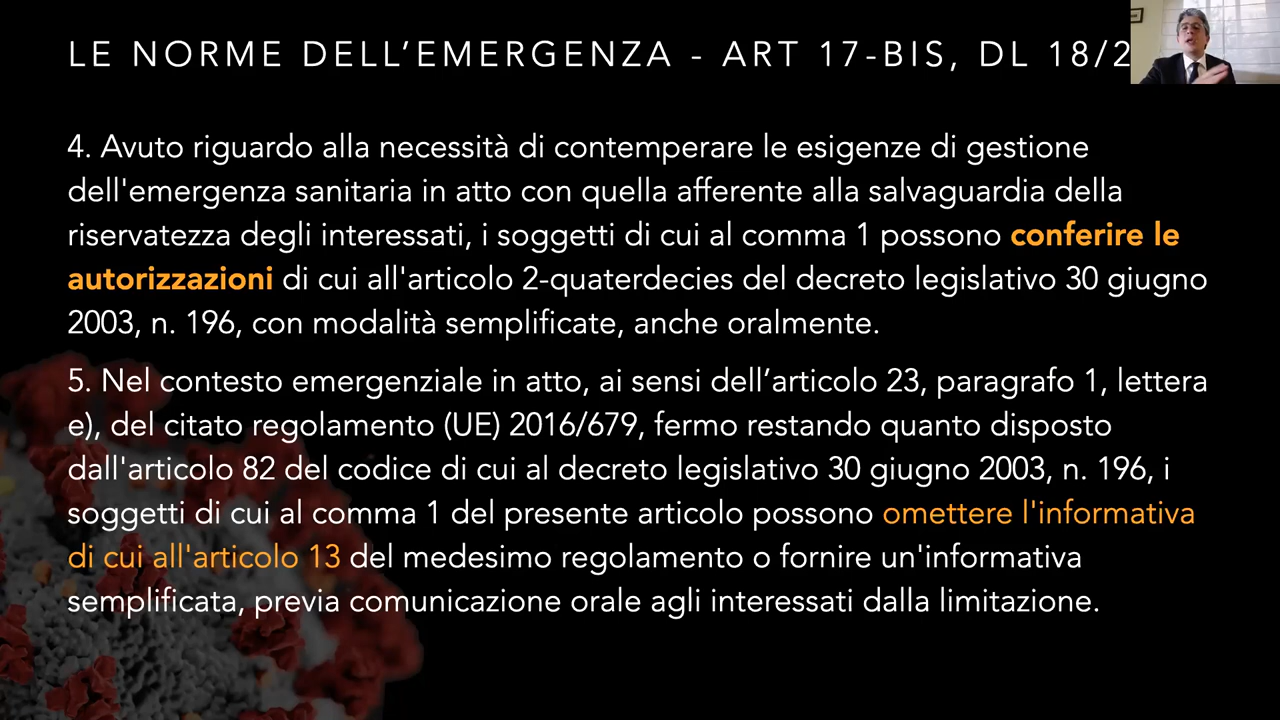 LE NORME DELL’EMERGENZA - ART 17-BIS, DL 18/2
4. Avuto riguardo alla necessità di contemperare le esigenze di gestione
dell'emergenza sanitaria in atto con quella afferente alla salvaguardia della
riservatezza degli interessati, i soggetti di cui al comma 1 possono conferire le
autorizzazioni di cui all'articolo 2-quaterdecies del decreto legislativo 30 giugno
2003, n. 196, con modalità semplificate, anche oralmente.
5. Nel contesto emergenziale in atto, ai sensi dell’articolo 23, paragrafo 1, lettera
e), del citato regolamento (UE) 2016/679, fermo restando quanto disposto
dall'articolo 82 del codice di cui al decreto legislativo 30 giugno 2003, n. 196, i
soggetti di cui al comma 1 del presente articolo possono omettere l'informativa
di cui all'articolo 13 del medesimo regolamento o fornire un'informativa
semplificata, previa comunicazione orale agli interessati dalla limitazione.